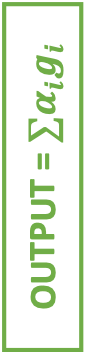 OUTPUT = ∑αᵢgᵢ